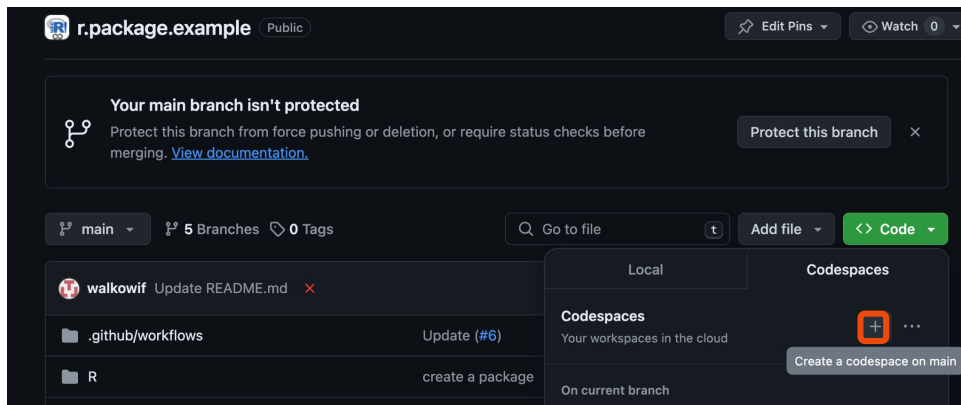 r.package.example Public Edit Pins Watch 0
Your main branch isn't protected
Protect this branch from force pushing or deletion, or require status checks before
merging. View documentation.
Protect this branch ×
main 5 Branches 0 Tags Go to file t Add file <> Code
Local Codespaces
walkowif Update README.md ×
Codespaces
Your workspaces in the cloud
+ ...
Create a codespace on main
.github/workflows Update (#6)
R create a package
On current branch